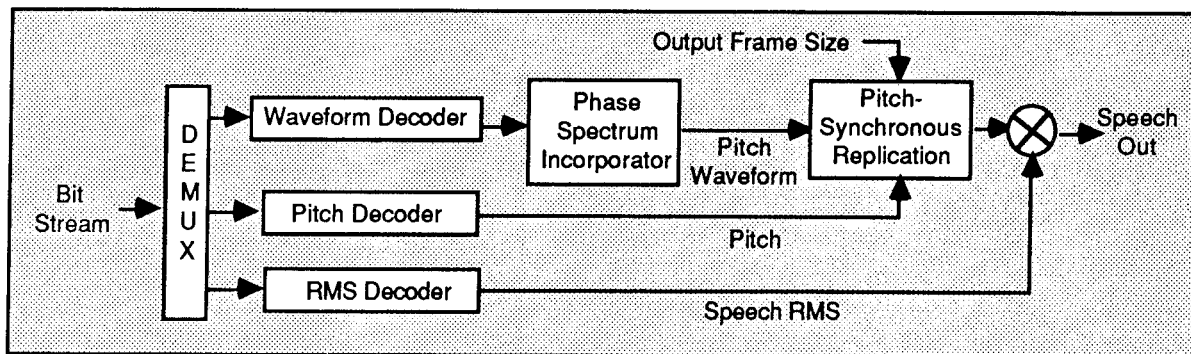 Output Frame Size
Waveform Decoder
Phase
Spectrum
Incorporator
Pitch-
Synchronous
Replication
Speech
Out
Pitch
Waveform
DEMUX
Bit
Stream
Pitch Decoder
Pitch
RMS Decoder
Speech RMS